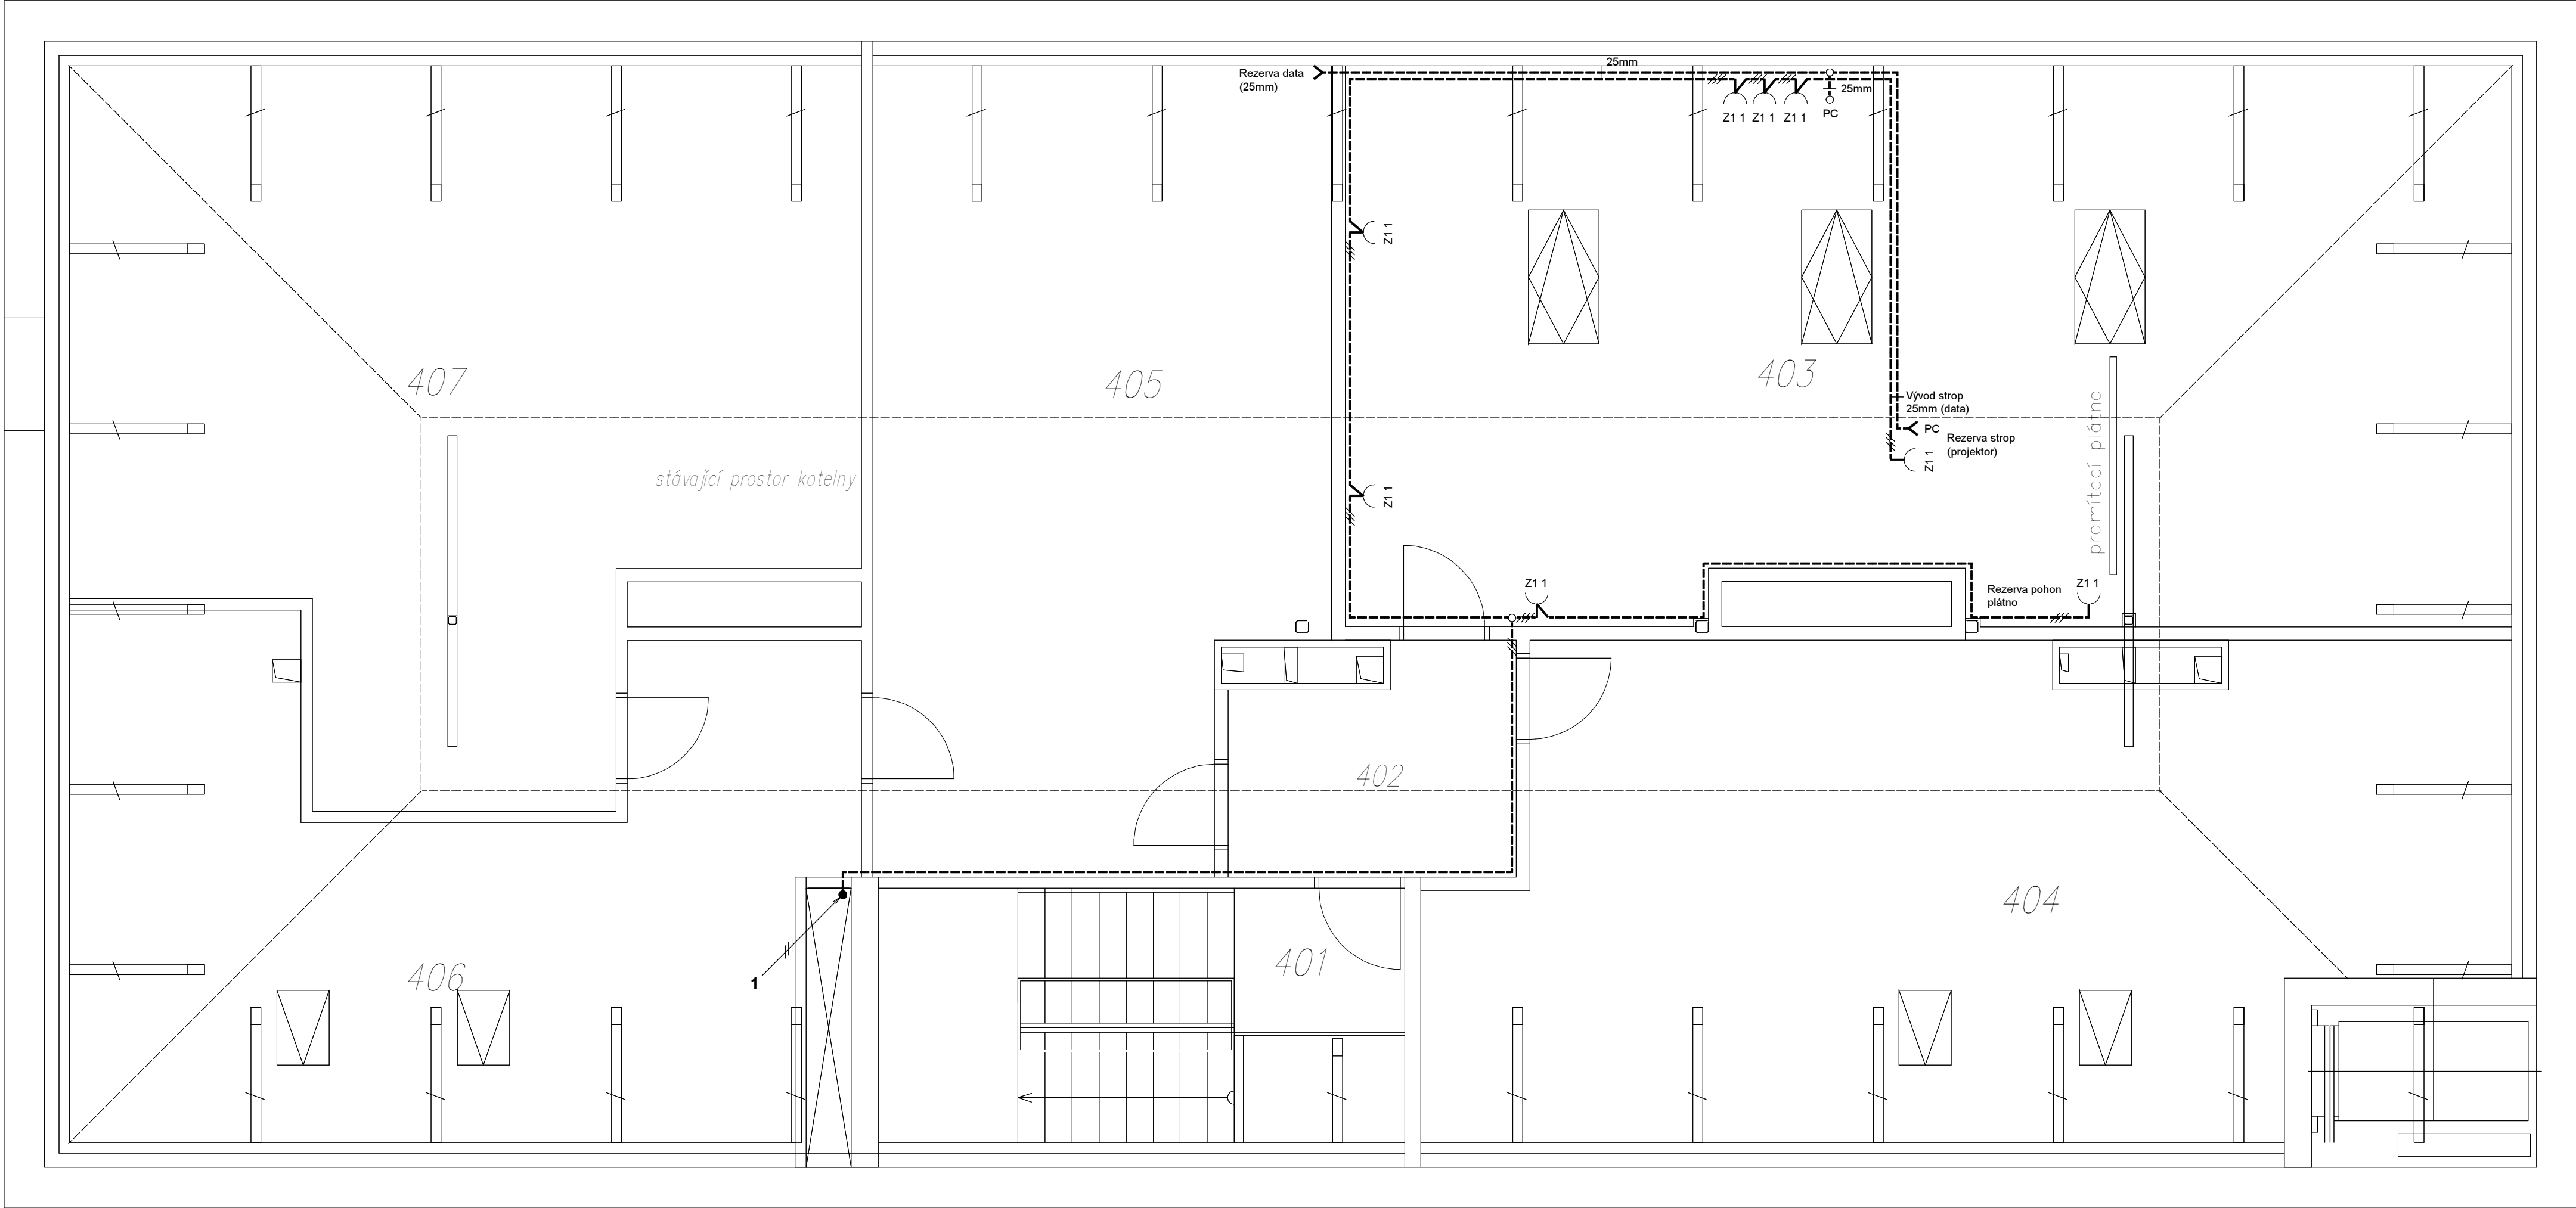 25mm
Rezerva data
(25mm)
25mm
Z1 1
Z1 1
Z1 1
PC
Z1 1
407
405
403
Vývod strop
25mm (data)
PC
Rezerva strop
(projektor)
Z1 1
promítací plátno
stávající prostor kotelny
Z1 1
Z1 1
Rezerva pohon
plátno
Z1 1
402
404
401
406
1